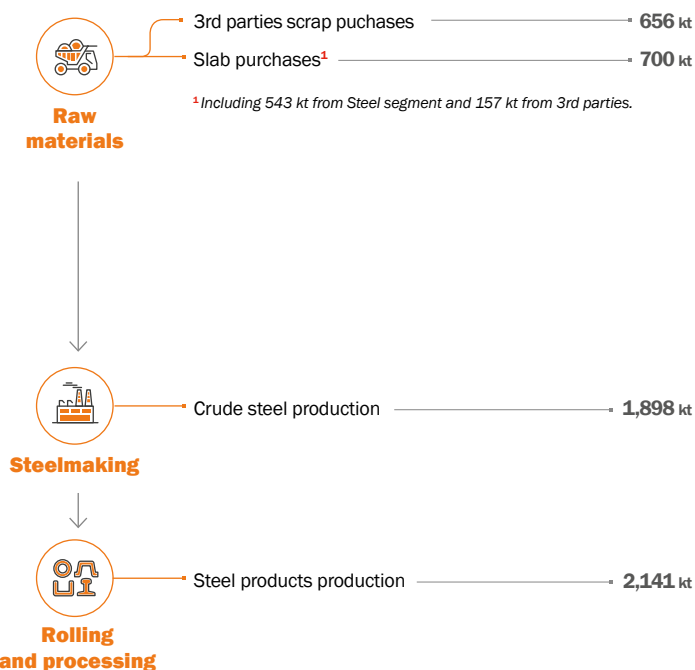 3rd parties scrap puchases 656 kt
Slab purchases¹ 700 kt
¹ Including 543 kt from Steel segment and 157 kt from 3rd parties.
Raw
materials
Crude steel production 1,898 kt
Steelmaking
Steel products production 2,141 kt
Rolling
and processing